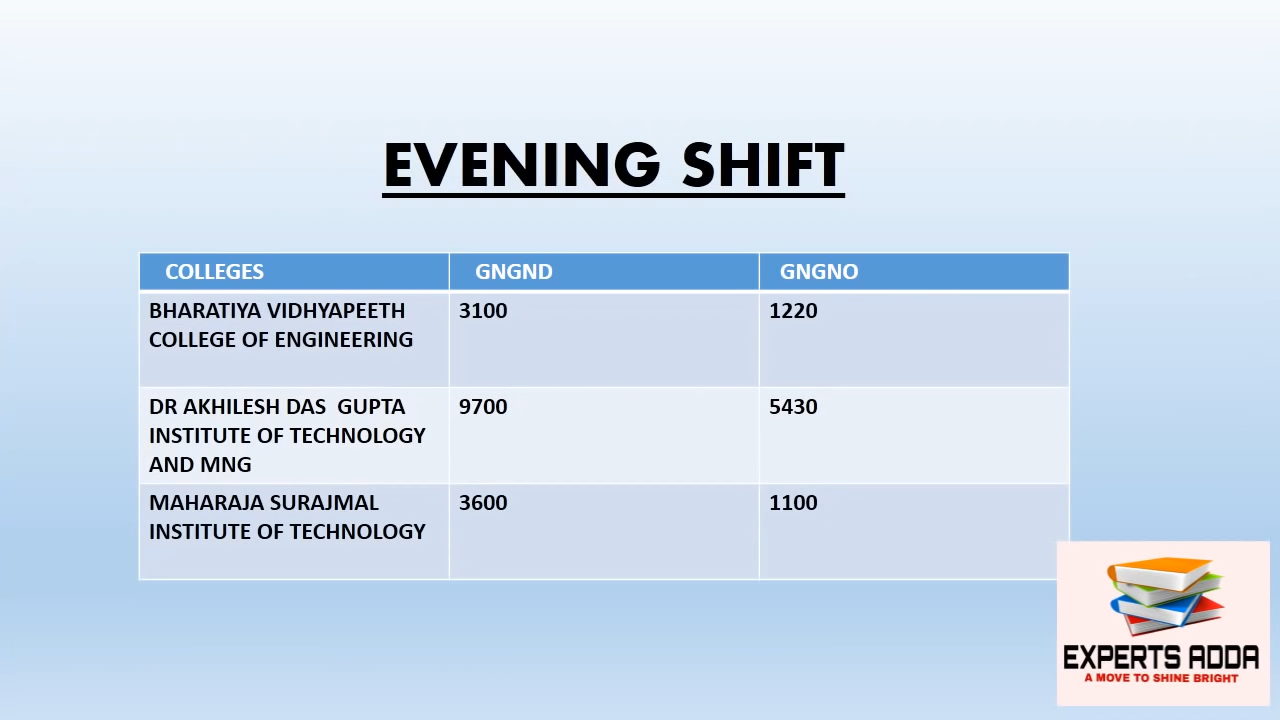 EVENING SHIFT
COLLEGES GNGND GNGNO
BHARATIYA VIDHYAPEETH 3100 1220
COLLEGE OF ENGINEERING
DR AKHILESH DAS GUPTA 9700 5430
INSTITUTE OF TECHNOLOGY
AND MNG
MAHARAJA SURAJMAL 3600 1100
INSTITUTE OF TECHNOLOGY
EXPERTS ADDA
A MOVE TO SHINE BRIGHT